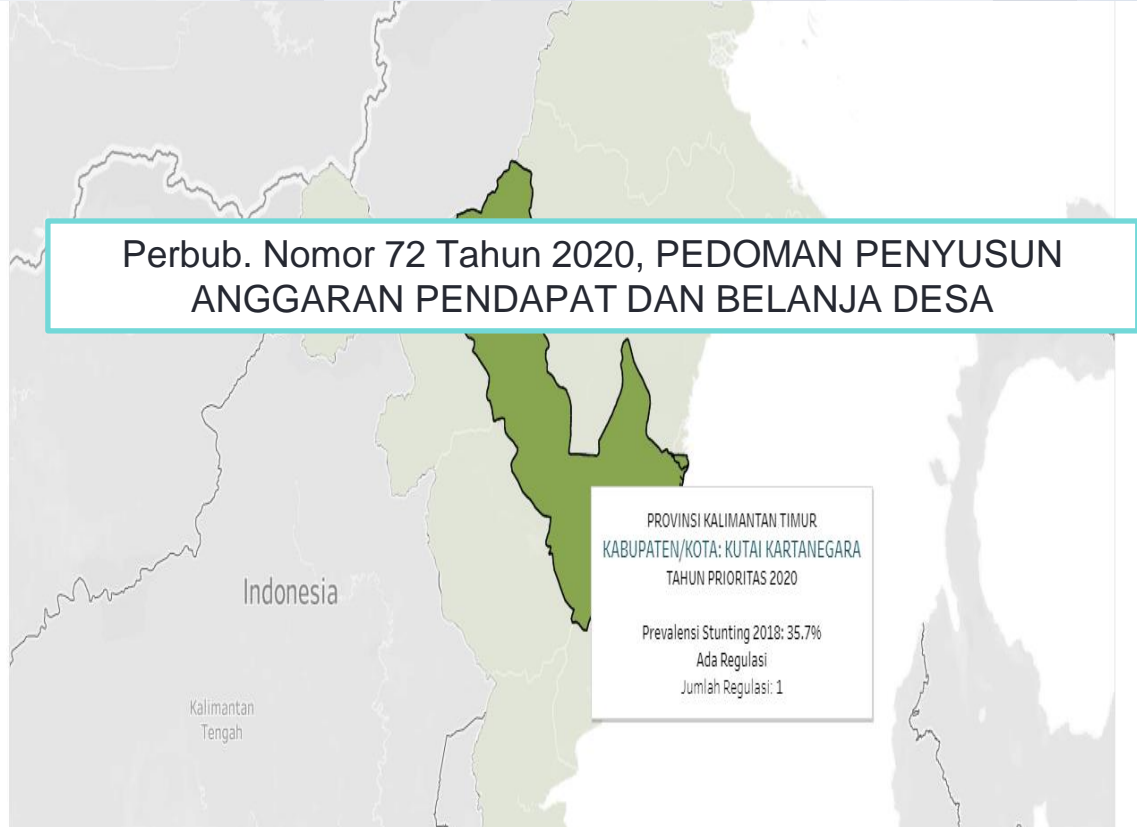 Perbub. Nomor 72 Tahun 2020, PEDOMAN PENYUSUN
ANGGARAN PENDAPAT DAN BELANJA DESA
PROVINSI KALIMANTAN TIMUR
KABUPATEN/KOTA: KUTAI KARTANEGARA
TAHUN PRIORITAS 2020
Prevalensi Stunting 2018: 35.7%
Ada Regulasi
Jumlah Regulasi: 1
Indonesia
Kalimantan
Tengah